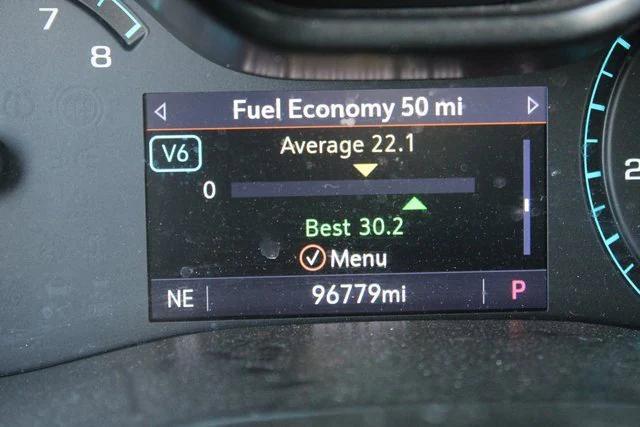 7
8
Fuel Economy 50 mi
V6
Average 22.1
0
Best 30.2
Menu
NE
96779mi
P
2